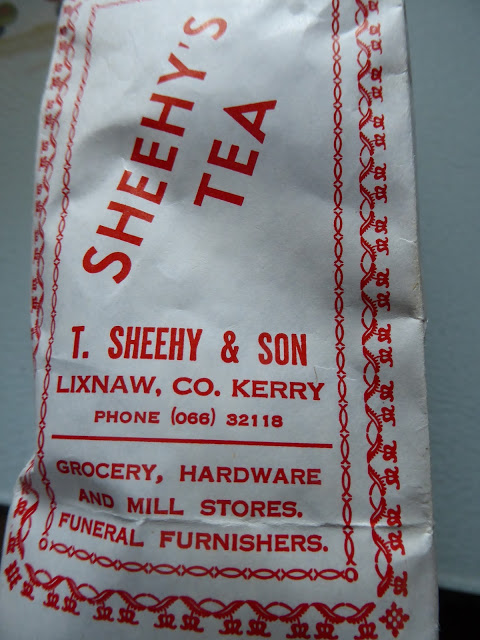 SHEEHY'S
TEA
T. SHEEHY & SON
LIXNAW, CO. KERRY
PHONE (066) 32118
GROCERY, HARDWARE
AND MILL STORES.
FUNERAL FURNISHERS.